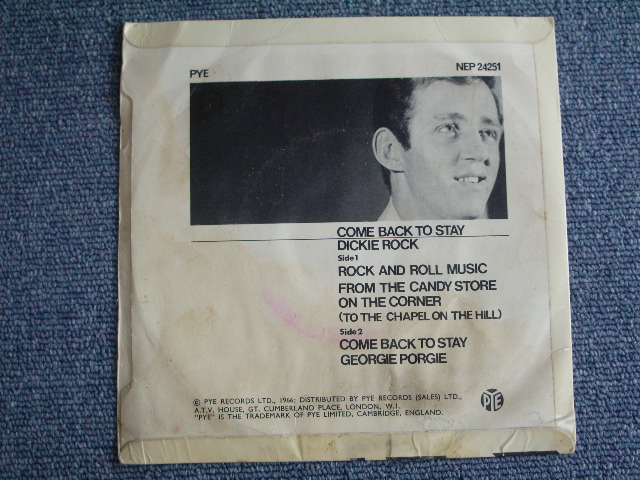 PYE NEP 24251
COME BACK TO STAY
DICKIE ROCK
Side 1
ROCK AND ROLL MUSIC
FROM THE CANDY STORE
ON THE CORNER
(TO THE CHAPEL ON THE HILL)
Side 2
COME BACK TO STAY
GEORGIE PORGIE
© PYE RECORDS LTD., 1966; DISTRIBUTED BY PYE RECORDS (SALES) LTD.,
A.T.V. HOUSE, GT. CUMBERLAND PLACE, LONDON, W.I.
"PYE" IS THE TRADEMARK OF PYE LIMITED, CAMBRIDGE, ENGLAND.
PYE